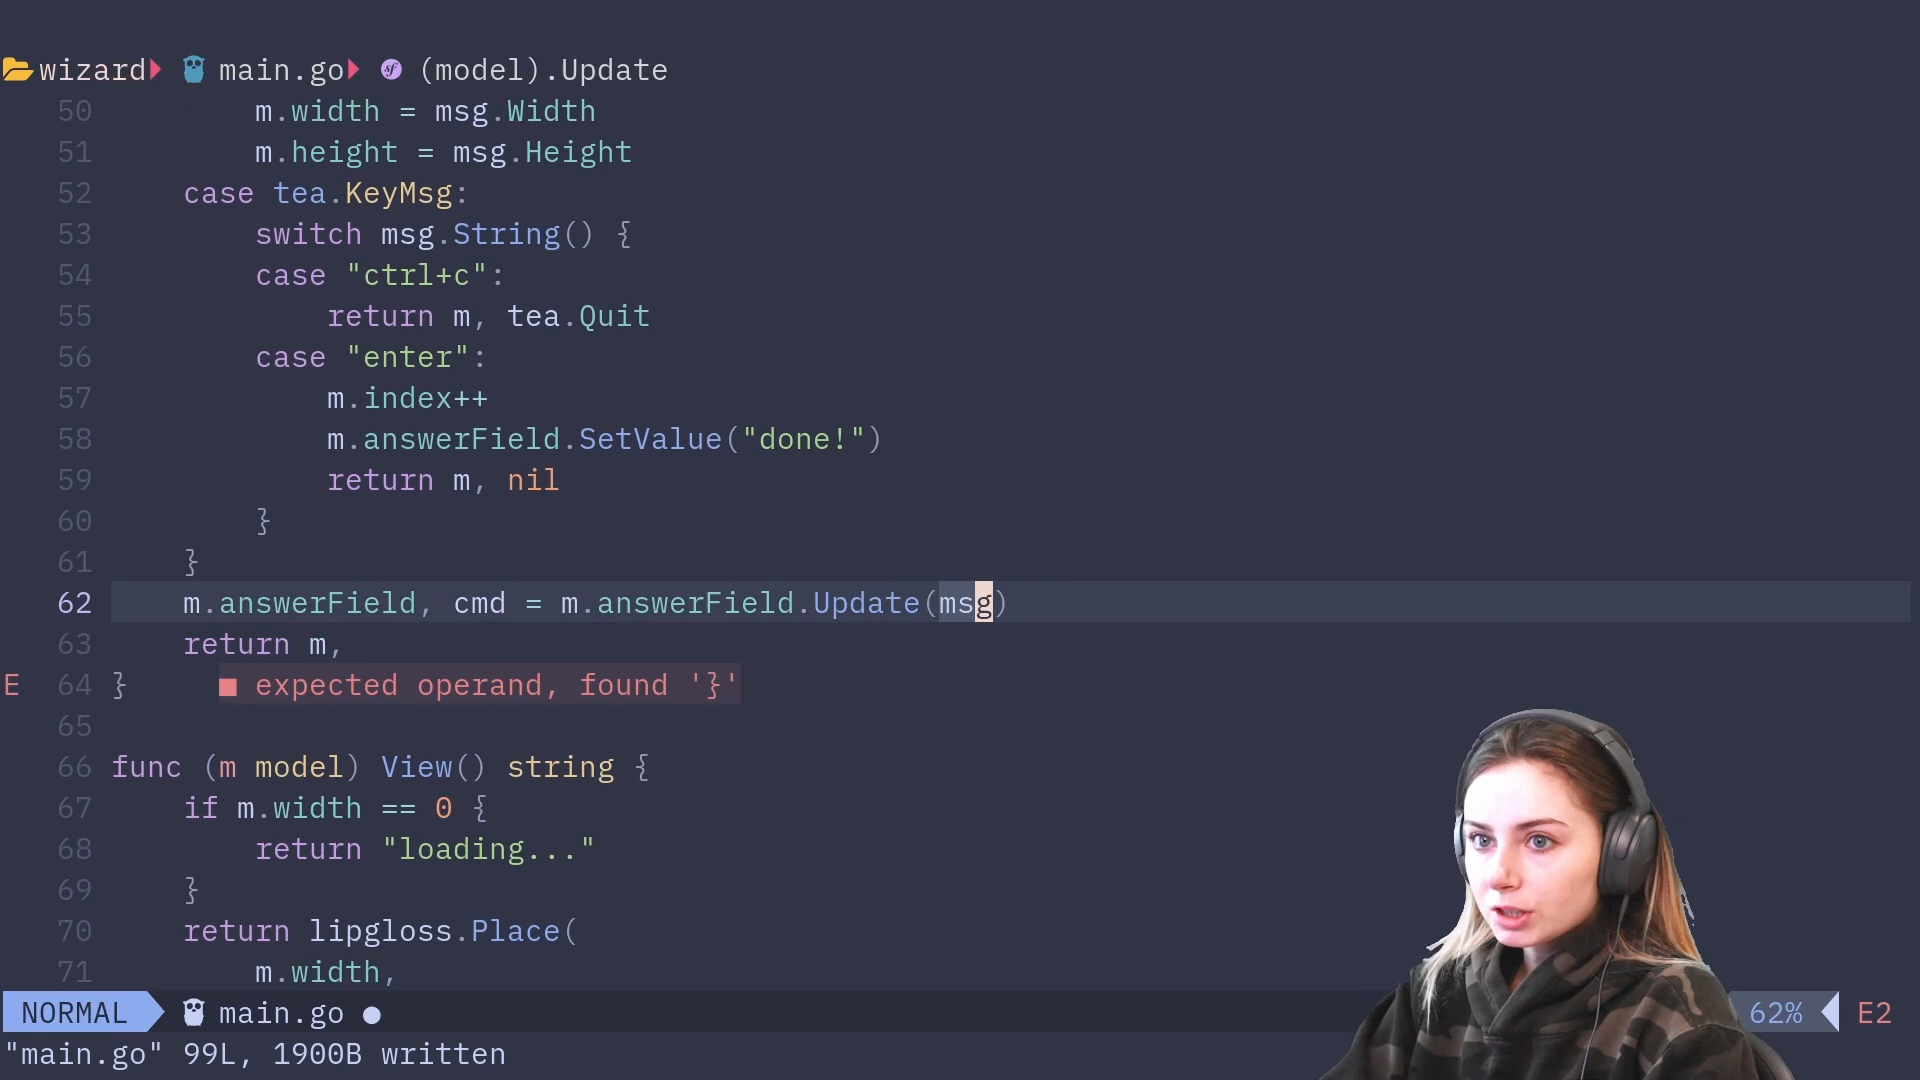 wizard main.go (model).Update
50 m.width = msg.Width
51 m.height = msg.Height
52 case tea.KeyMsg:
53 switch msg.String() {
54 case "ctrl+c":
55 return m, tea.Quit
56 case "enter":
57 m.index++
58 m.answerField.SetValue("done!")
59 return m, nil
60 }
61 }
62 m.answerField, cmd = m.answerField.Update(msg)
63 return m,
E 64 } ■ expected operand, found '}'
65
66 func (m model) View() string {
67 if m.width == 0 {
68 return "loading..."
69 }
70 return lipgloss.Place(
71 m.width,
NORMAL main.go ● 62% E2
"main.go" 99L, 1900B written